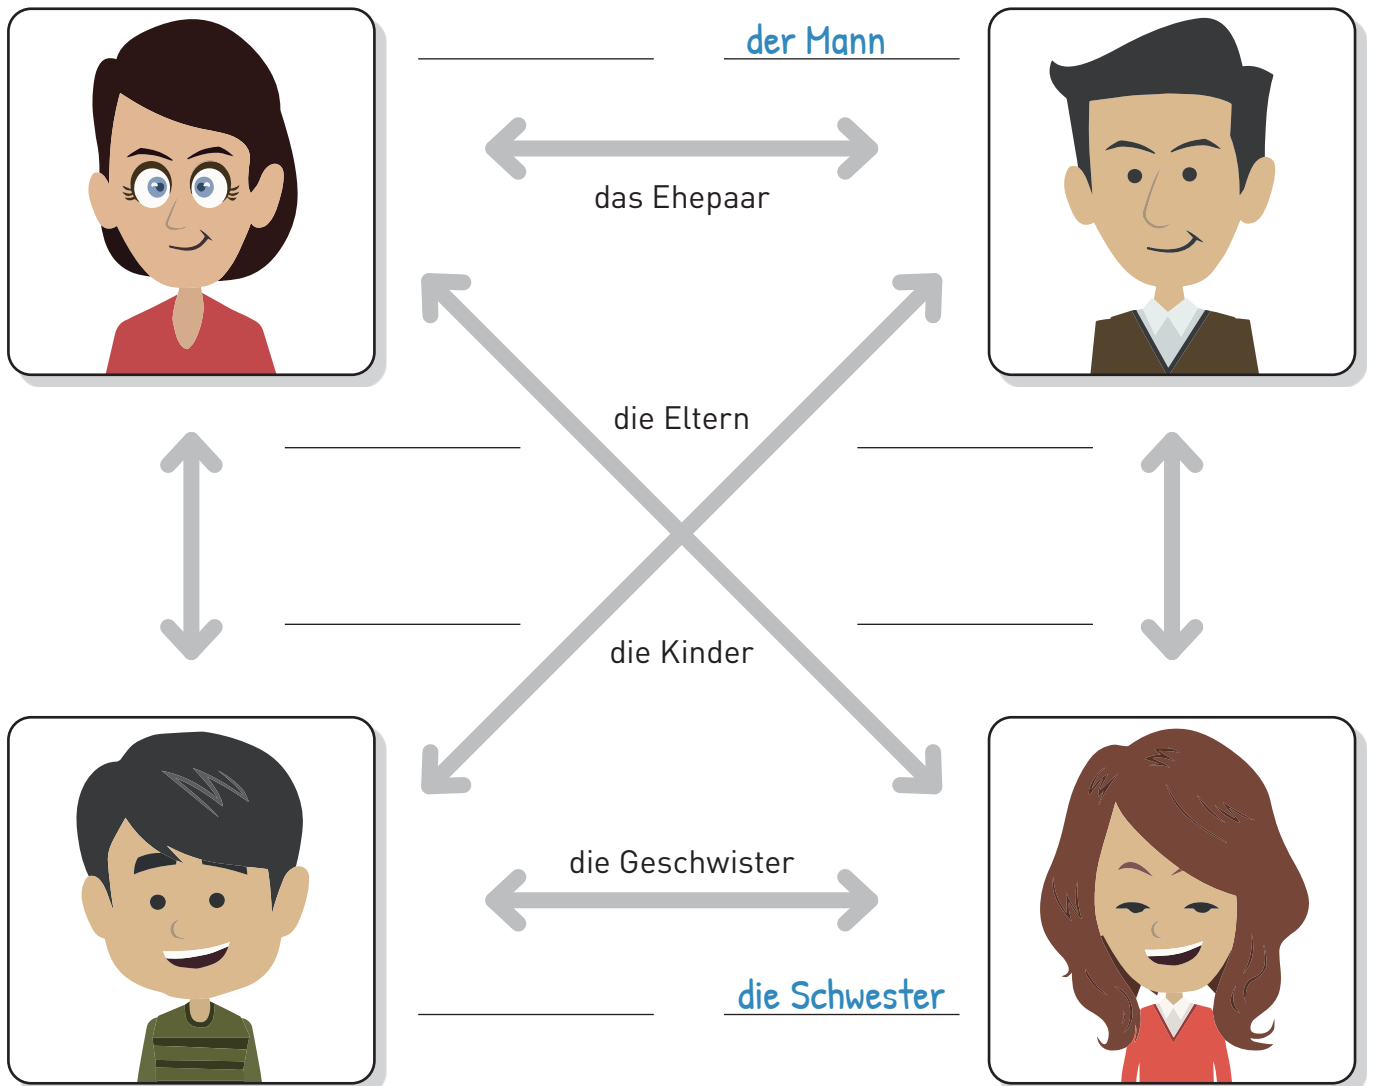 der Mann
das Ehepaar
die Eltern
die Kinder
die Geschwister
die Schwester